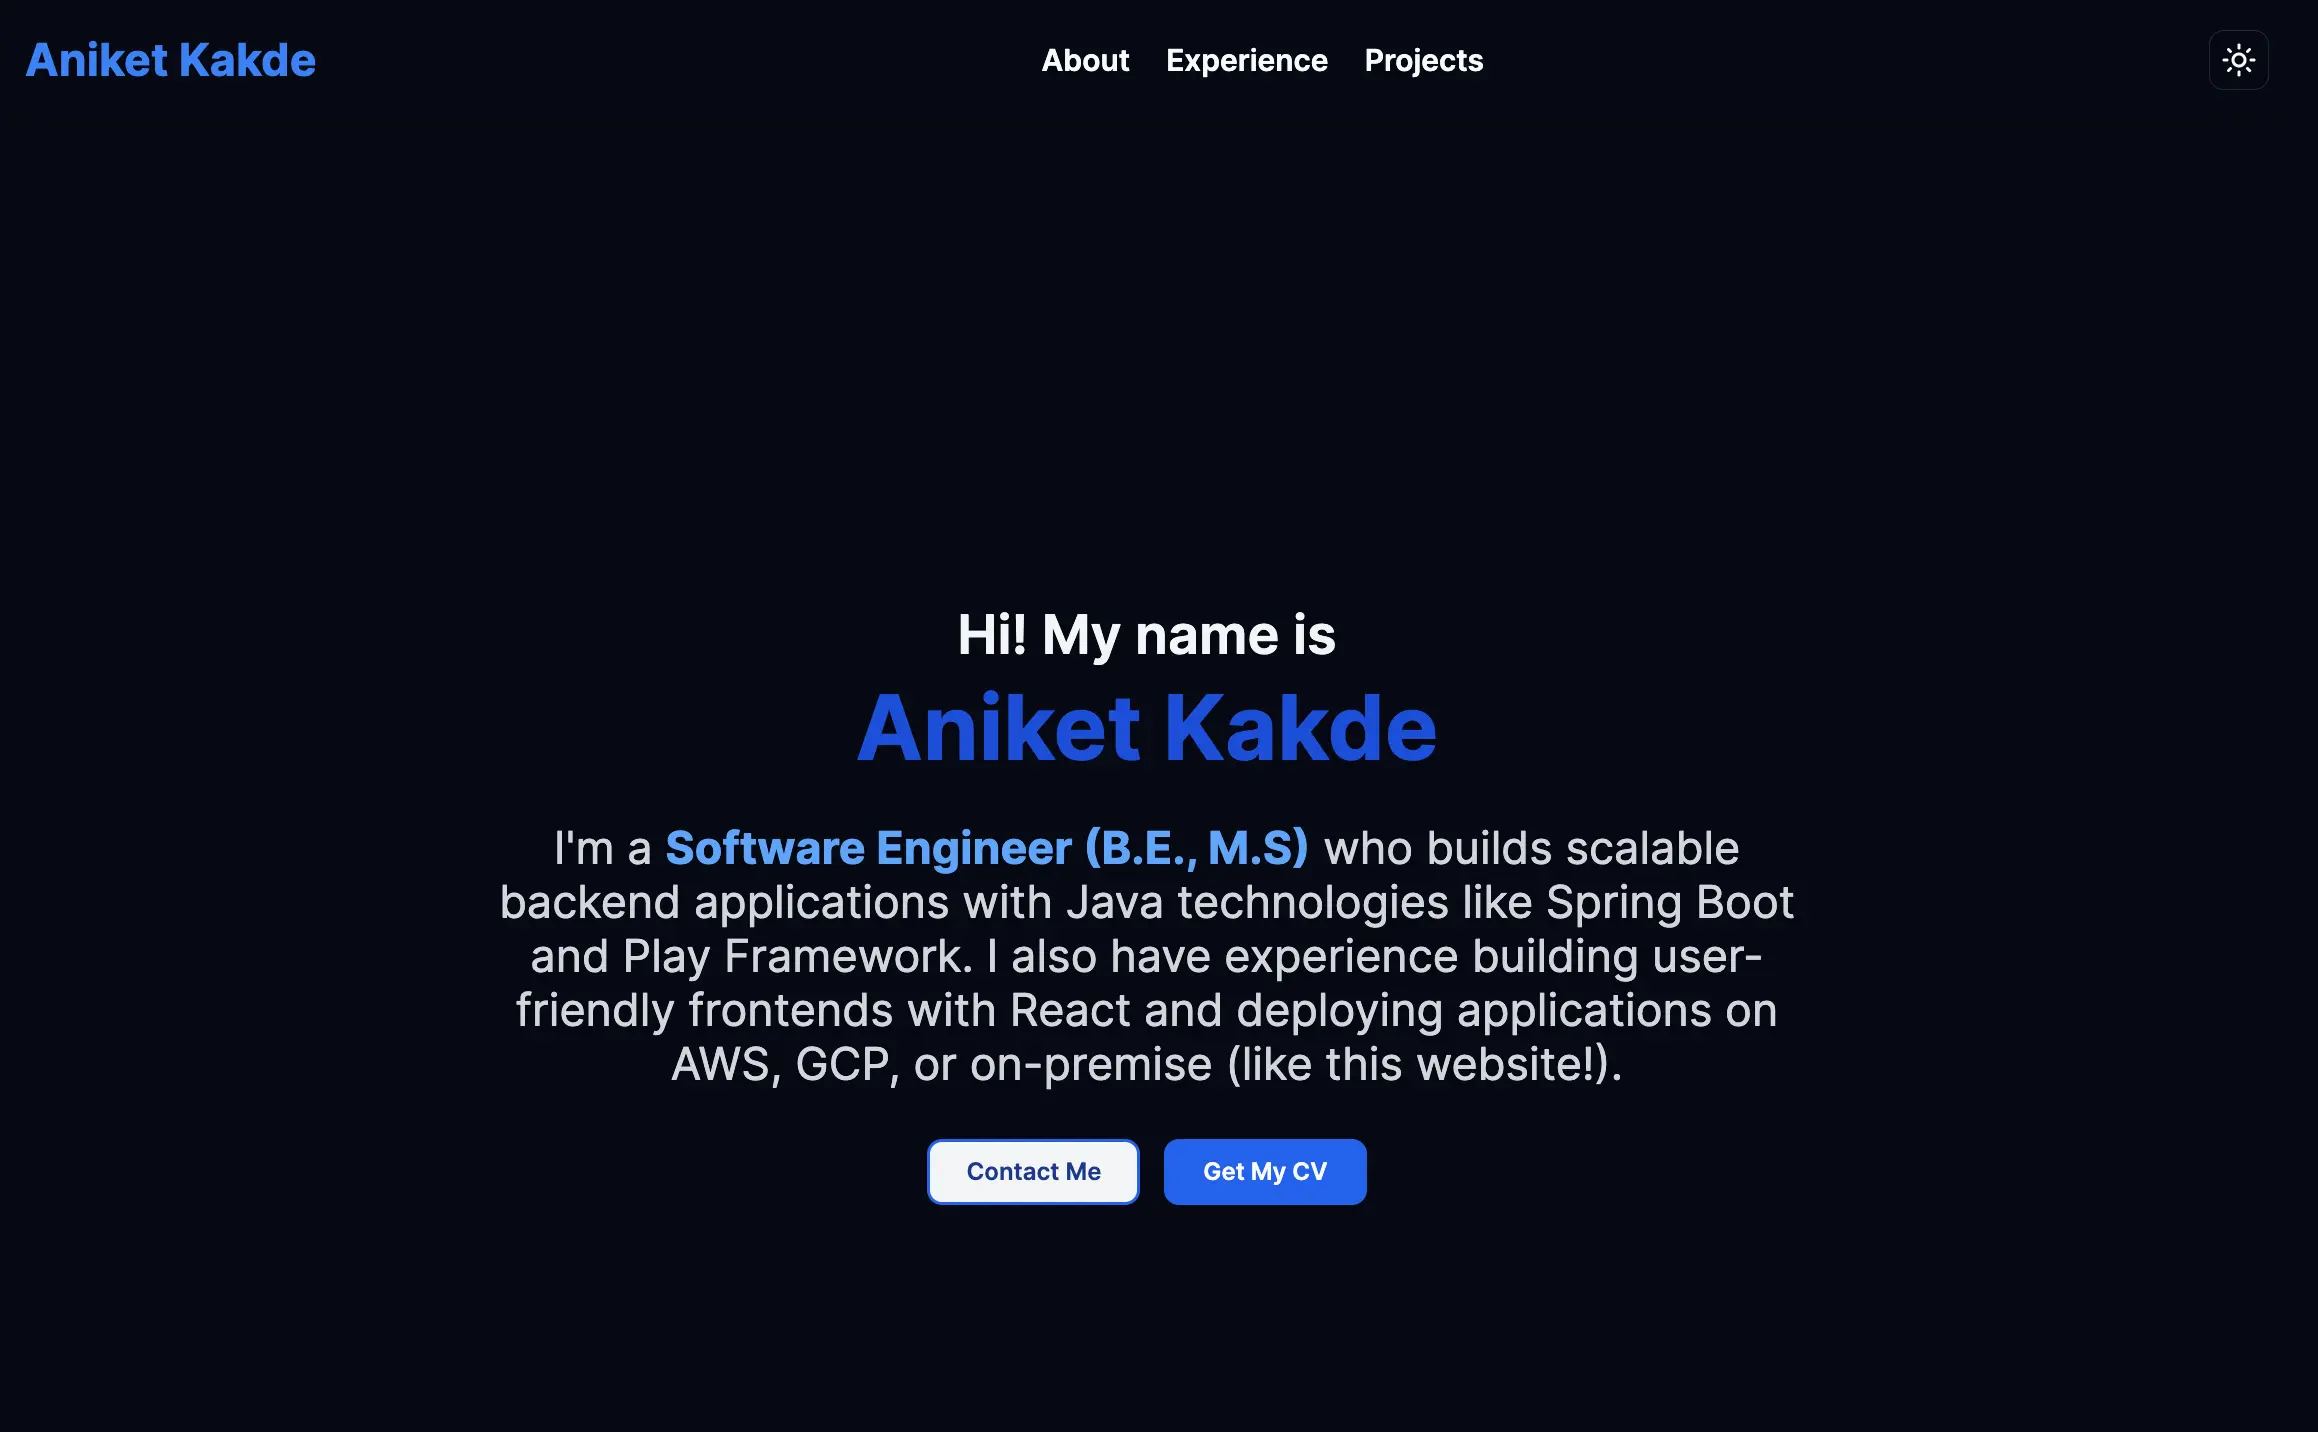 Aniket Kakde
About Experience Projects
Hi! My name is
Aniket Kakde
I'm a Software Engineer (B.E., M.S) who builds scalable
backend applications with Java technologies like Spring Boot
and Play Framework. I also have experience building user-
friendly frontends with React and deploying applications on
AWS, GCP, or on-premise (like this website!).
Contact Me
Get My CV